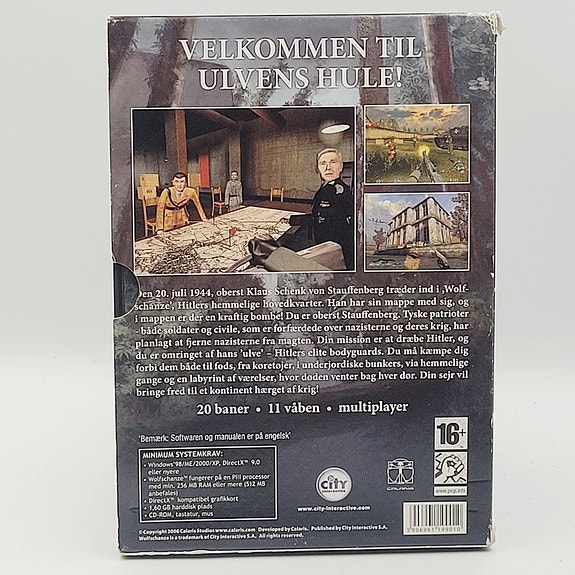 VELKOMMEN TIL
ULVENS HULE!
Den 20. juli 1944, oberst Klaus Schenk von Stauffenberg træder ind i 'Wolf-
schanze', Hitlers hemmelige hovedkvarter. Han har sin mappe med sig, og
i mappen er der en kraftig bombe! Du er oberst Stauffenberg. Tyske patrioter
- både soldater og civile, som er forfærdede over nazisterne og deres krig, har
planlagt at fjerne nazisterne fra magten. Din mission er at dræbe Hitler, og
du er omringet af hans 'ulve' – Hitlers elite bodyguards. Du må kæmpe dig
forbi dem både til fods, fra køretøjer, i underjordiske bunkers, via hemmelige
gange og en labyrint af værelser, hvor døden venter bag hver dør. Din sejr vil
bringe fred til et kontinent hærget af krig!
20 baner • 11 våben • multiplayer
'Bemærk: Softwaren og manualen er på engelsk'
MINIMUM SYSTEMKRAV:
• Windows'98/ME/2000/XP, DirectX™ 9.0
eller nyere
• Wolfschanze™ fungerer på en PIII processor
med min. 256 MB RAM eller mere (512 MB
anbefales)
• DirectX™ kompatibel grafikkort
• 1,60 GB harddisk plads
• CD-ROM, tastatur, mus
city
interactive
www.city-interactive.com
CALARIS
16+
www.pegi.info
5906961199010
© Copyright 2006 Calaris Studios www.calaris.com. Developed by Calaris. Published by City Interactive S.A.
Wolfschanze is a trademark of City Interactive S.A. All rights reserved.